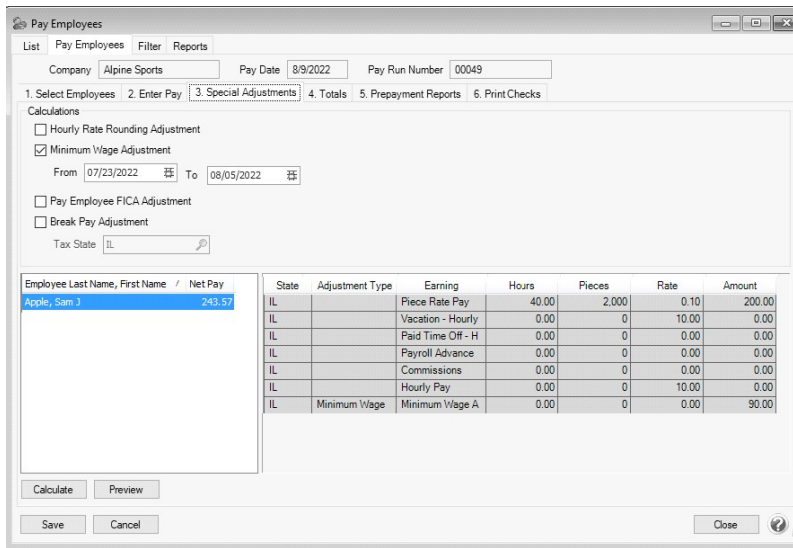 Pay Employees
List Pay Employees Filter Reports
Company Alpine Sports Pay Date 8/9/2022 Pay Run Number 00049
1. Select Employees 2. Enter Pay 3. Special Adjustments 4. Totals 5. Prepayment Reports 6. Print Checks
Calculations
Hourly Rate Rounding Adjustment
Minimum Wage Adjustment
From 07/23/2022 To 08/05/2022
Pay Employee FICA Adjustment
Break Pay Adjustment
Tax State IL
Employee Last Name, First Name / Net Pay State Adjustment Type Earning Hours Pieces Rate Amount
Apple, Sam J 243.57 IL Piece Rate Pay 40.00 2,000 0.10 200.00
IL Vacation - Hourly 0.00 0 10.00 0.00
IL Paid Time Off - H 0.00 0 0.00 0.00
IL Payroll Advance 0.00 0 0.00 0.00
IL Commissions 0.00 0 0.00 0.00
IL Hourly Pay 0.00 0 10.00 0.00
IL Minimum Wage Minimum Wage A 0.00 0 0.00 90.00
Calculate Preview
Save Cancel Close ?